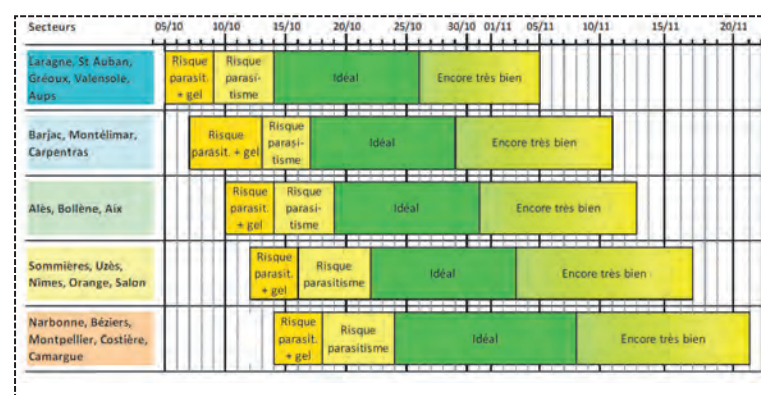 Secteurs 05/10 10/10 15/10 20/10 25/10 30/10 01/11 05/11 10/11 15/11 20/11
Laragne, St Auban,
Gréoux, Valensole,
Aups
Risque
parasit.
+ gel
Risque
parasi-
tisme
Idéal
Encore très bien
Barjac, Montélimar,
Carpentras
Risque
parasit. + gel
Risque
parasi-
tisme
Idéal
Encore très bien
Alès, Bollène, Aix
Risque
parasit.
+ gel
Risque
parasi-
tisme
Idéal
Encore très bien
Sommières, Uzès,
Nîmes, Orange, Salon
Risque
parasit.
+ gel
Risque
parasitisme
Idéal
Encore très bien
Narbonne, Béziers,
Montpellier, Costière,
Camargue
Risque
parasit.
+ gel
Risque
parasitisme
Idéal
Encore très bien